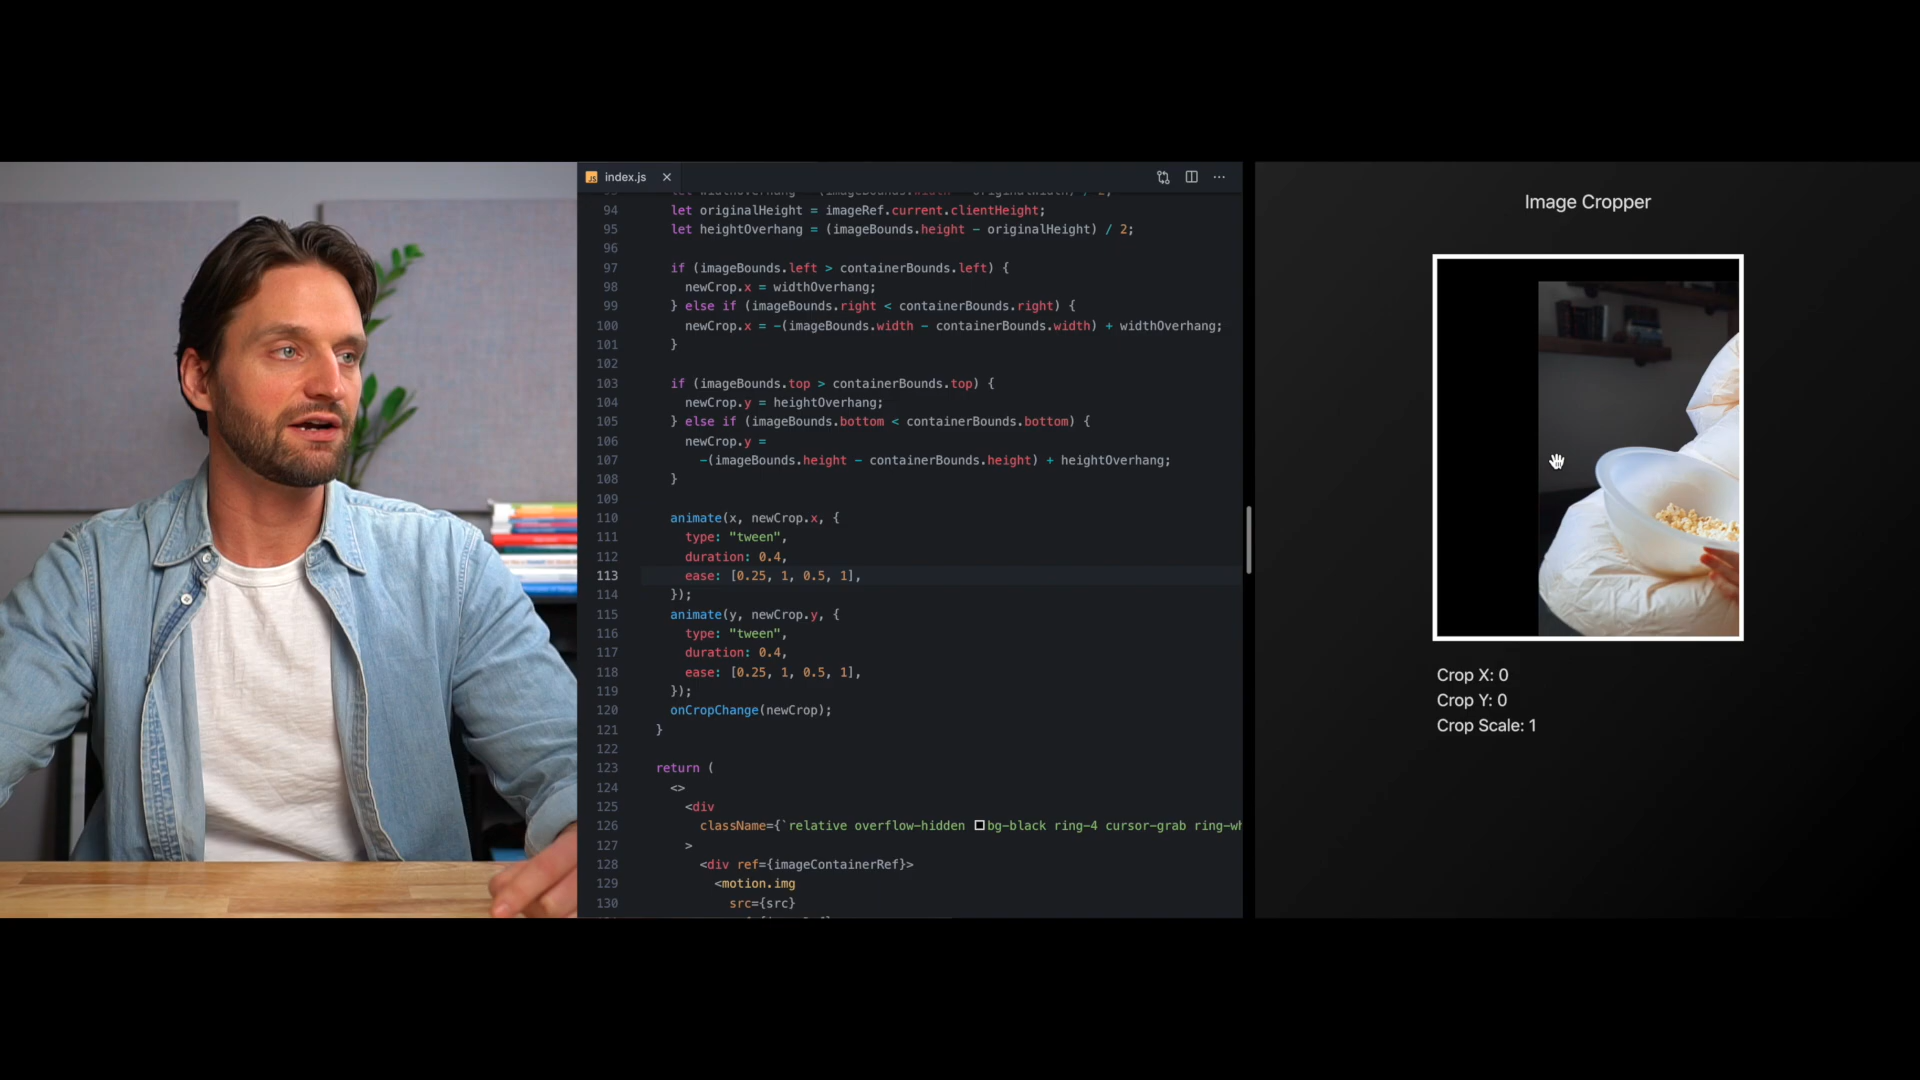 index.js
94 let originalHeight = imageRef.current.clientHeight;
95 let heightOverhang = (imageBounds.height - originalHeight) / 2;
96
97 if (imageBounds.left > containerBounds.left) {
98 newCrop.x = widthOverhang;
99 } else if (imageBounds.right < containerBounds.right) {
100 newCrop.x = -(imageBounds.width - containerBounds.width) + widthOverhang;
101 }
102
103 if (imageBounds.top > containerBounds.top) {
104 newCrop.y = heightOverhang;
105 } else if (imageBounds.bottom < containerBounds.bottom) {
106 newCrop.y =
107 -(imageBounds.height - containerBounds.height) + heightOverhang;
108 }
109
110 animate(x, newCrop.x, {
111 type: "tween",
112 duration: 0.4,
113 ease: [0.25, 1, 0.5, 1],
114 });
115 animate(y, newCrop.y, {
116 type: "tween",
117 duration: 0.4,
118 ease: [0.25, 1, 0.5, 1],
119 });
120 onCropChange(newCrop);
121 }
122
123 return (
124 <>
125 <div
126 className={`relative overflow-hidden bg-black ring-4 cursor-grab
127 >
128 <div ref={imageContainerRef}>
129 <motion.img
130 src={src}
Image Cropper
Crop X: 0
Crop Y: 0
Crop Scale: 1